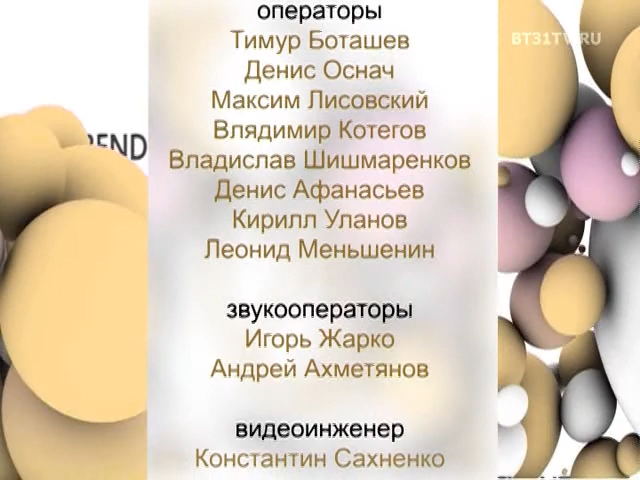 операторы
BT31TV.RU
Тимур Боташев
Денис Оснач
Максим Лисовский
Влядимир Котегов
REND
Владислав Шишмаренков
Денис Афанасьев
Кирилл Уланов
Леонид Меньшенин
звукооператоры
Игорь Жарко
Андрей Ахметянов
видеоинженер
Константин Сахненко